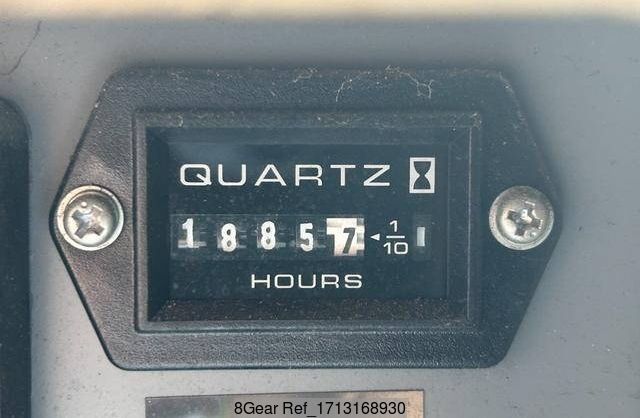 QUARTZ
18857 ◄ 1/10
HOURS
8Gear Ref_1713168930